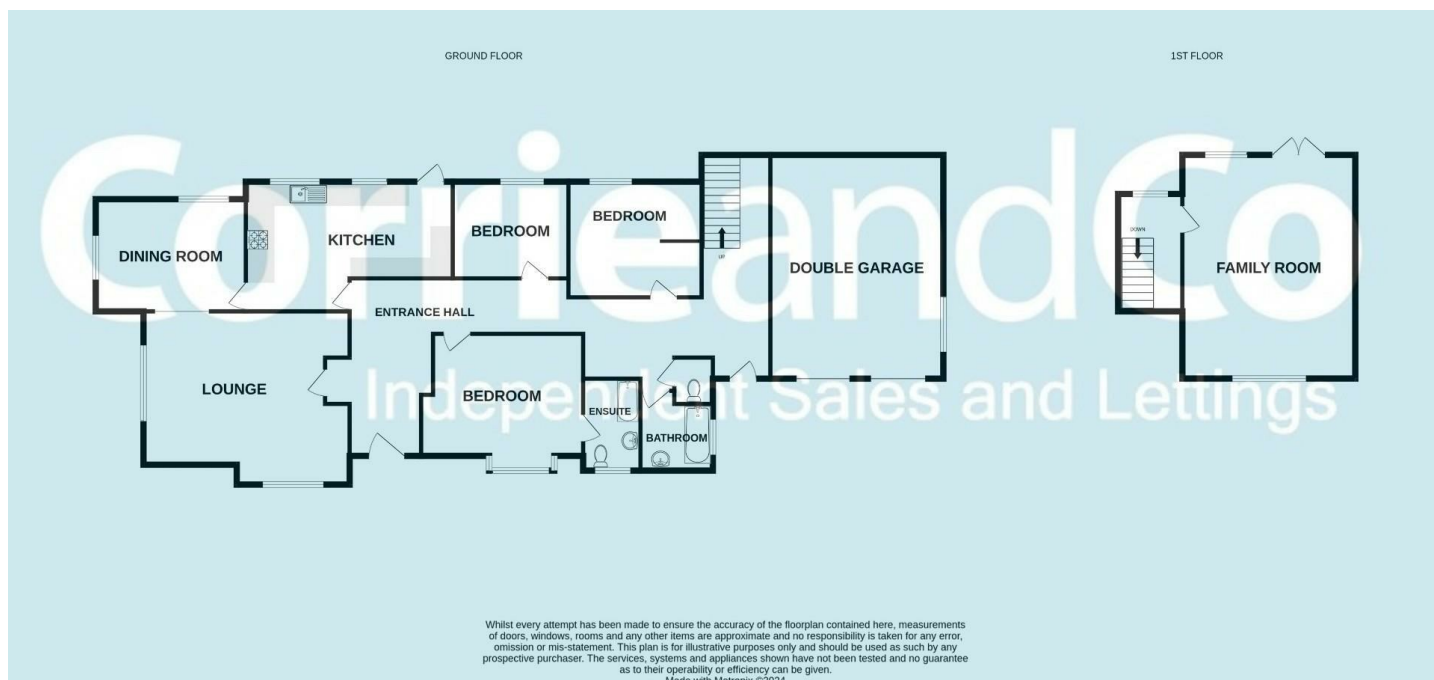 GROUND FLOOR
1ST FLOOR
CorrieandCo
Independent Sales and Lettings
DINING ROOM
KITCHEN
BEDROOM
BEDROOM
UP
DOUBLE GARAGE
DOWN
FAMILY ROOM
ENTRANCE HALL
LOUNGE
BEDROOM
ENSUITE
BATHROOM
Whilst every attempt has been made to ensure the accuracy of the floorplan contained here, measurements
of doors, windows, rooms and any other items are approximate and no responsibility is taken for any error,
omission or mis-statement. This plan is for illustrative purposes only and should be used as such by any
prospective purchaser. The services, systems and appliances shown have not been tested and no guarantee
as to their operability or efficiency can be given.
Made with Metropix ©2024